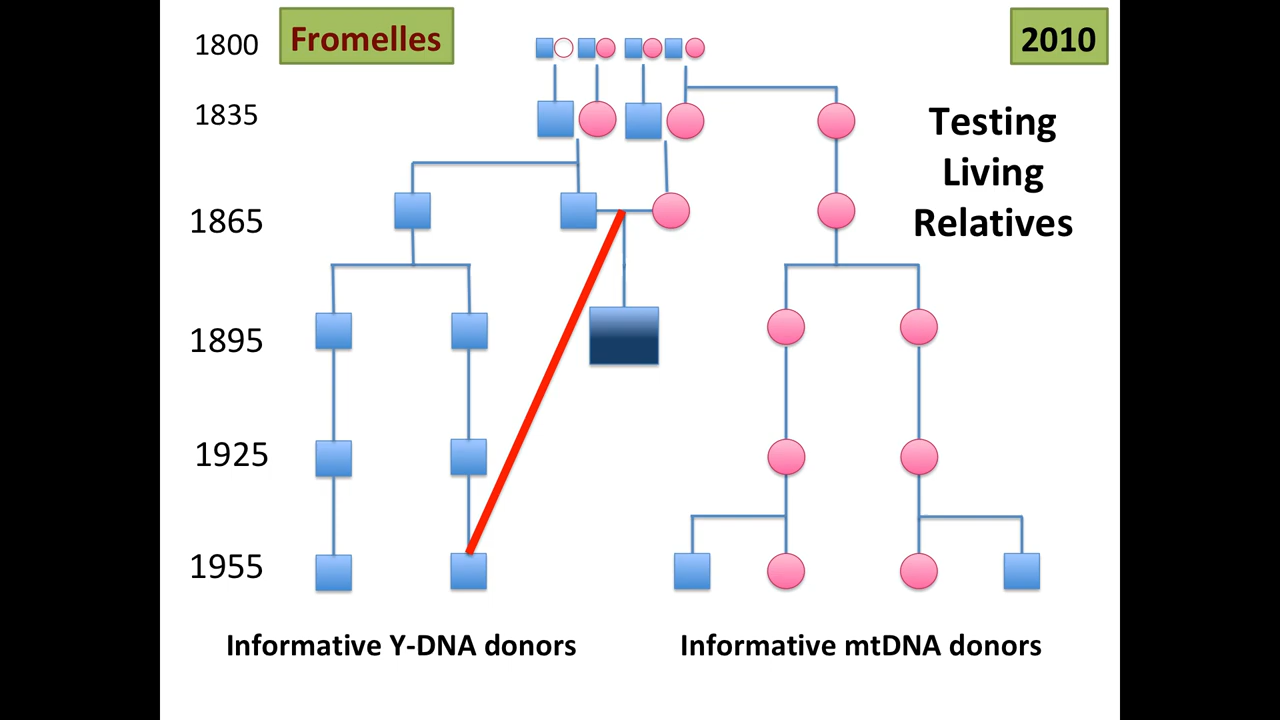 Fromelles
2010
1800
1835
1865
1895
1925
1955
Testing
Living
Relatives
Informative Y-DNA donors
Informative mtDNA donors